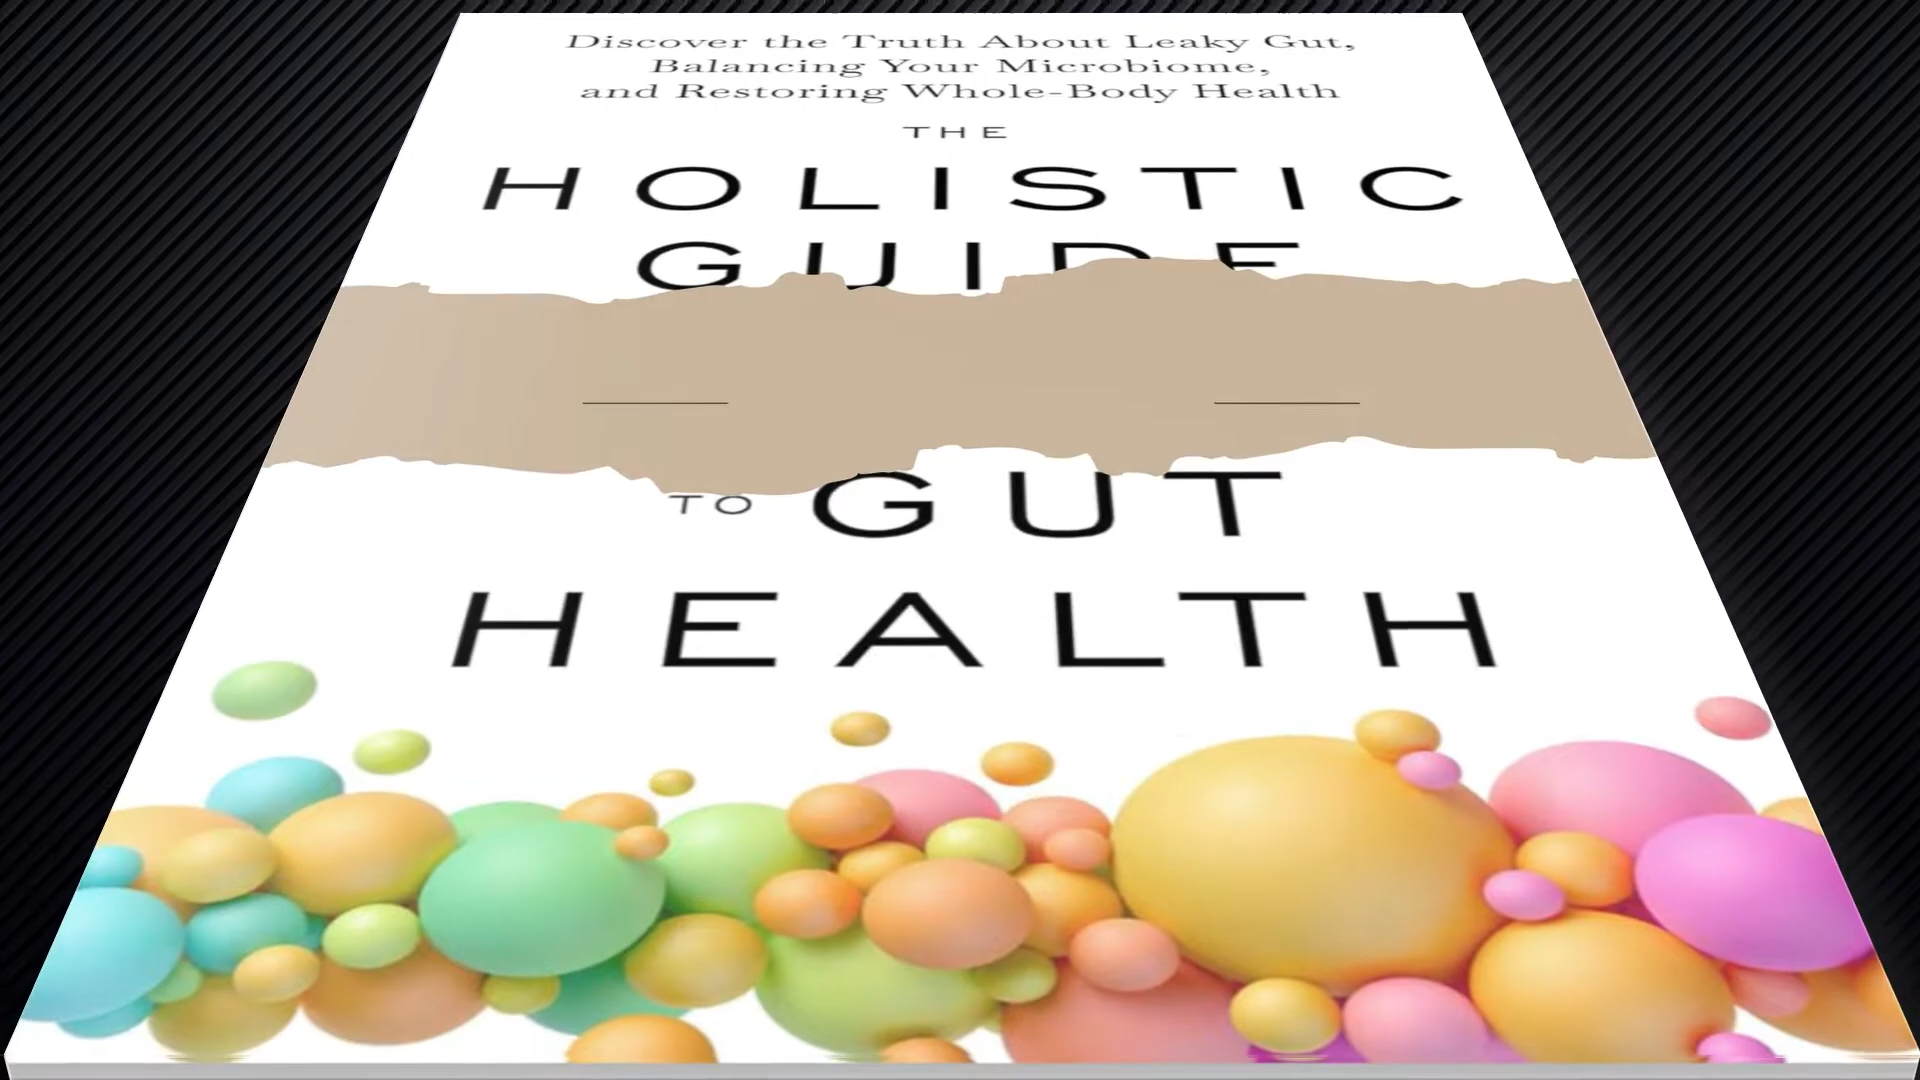 Discover the Truth About Leaky Gut,
Balancing Your Microbiome,
and Restoring Whole-Body Health
THE
HOLISTIC
GUIDE
TO GUT
HEALTH